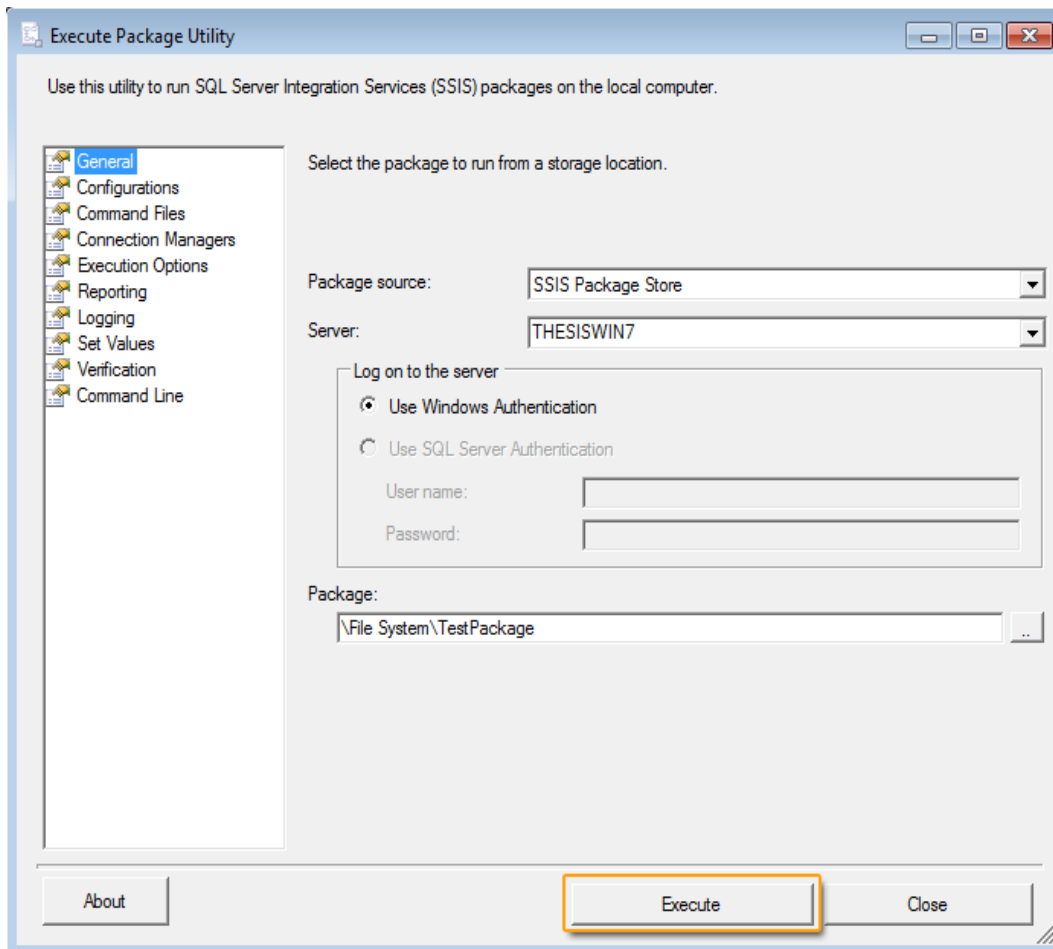 Execute Package Utility
Use this utility to run SQL Server Integration Services (SSIS) packages on the local computer.
General
Configurations
Command Files
Connection Managers
Execution Options
Reporting
Logging
Set Values
Verification
Command Line
Select the package to run from a storage location.
Package source:
SSIS Package Store
Server:
THESISWIN7
Log on to the server
Use Windows Authentication
Use SQL Server Authentication
User name:
Password:
Package:
\File System\TestPackage
..
About
Execute
Close